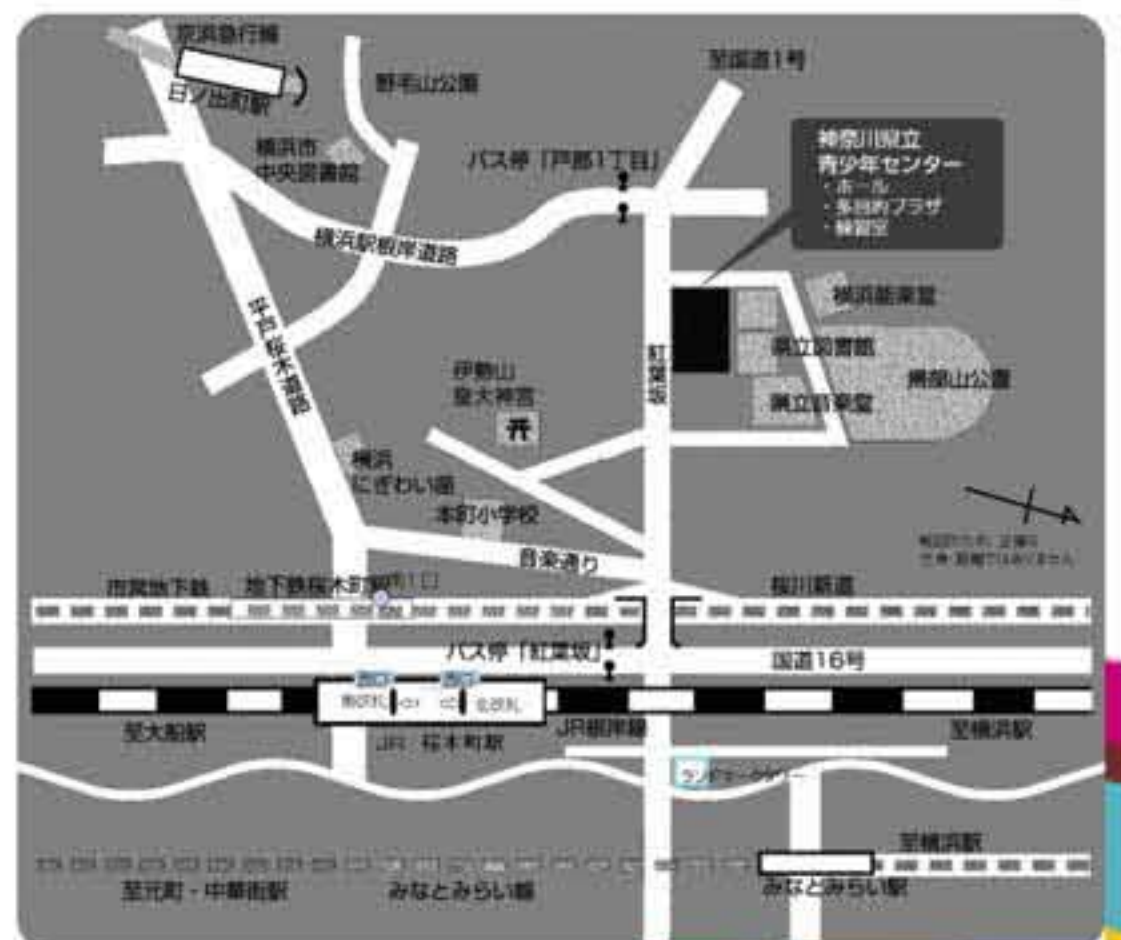 京浜急行線
日ノ出町駅
野毛山公園
至国道1号
横浜市
中央図書館
バス停「戸部1丁目」
神奈川県立
青少年センター
・ホール
・多目的プラザ
・練習室
横浜駅根岸道路
横浜能楽堂
県立図書館
掃部山公園
県立音楽堂
紅葉坂
伊勢山
皇大神宮
横浜
にぎわい座
本町小学校
音楽通り
市営地下鉄
地下鉄桜木町駅
桜川新道
バス停「紅葉坂」
国道16号
南改札
北改札
至大船駅
JR 桜木町駅
JR根岸線
至横浜駅
ランドマークタワー
至横浜駅
至元町・中華街駅
みなとみらい線
みなとみらい駅